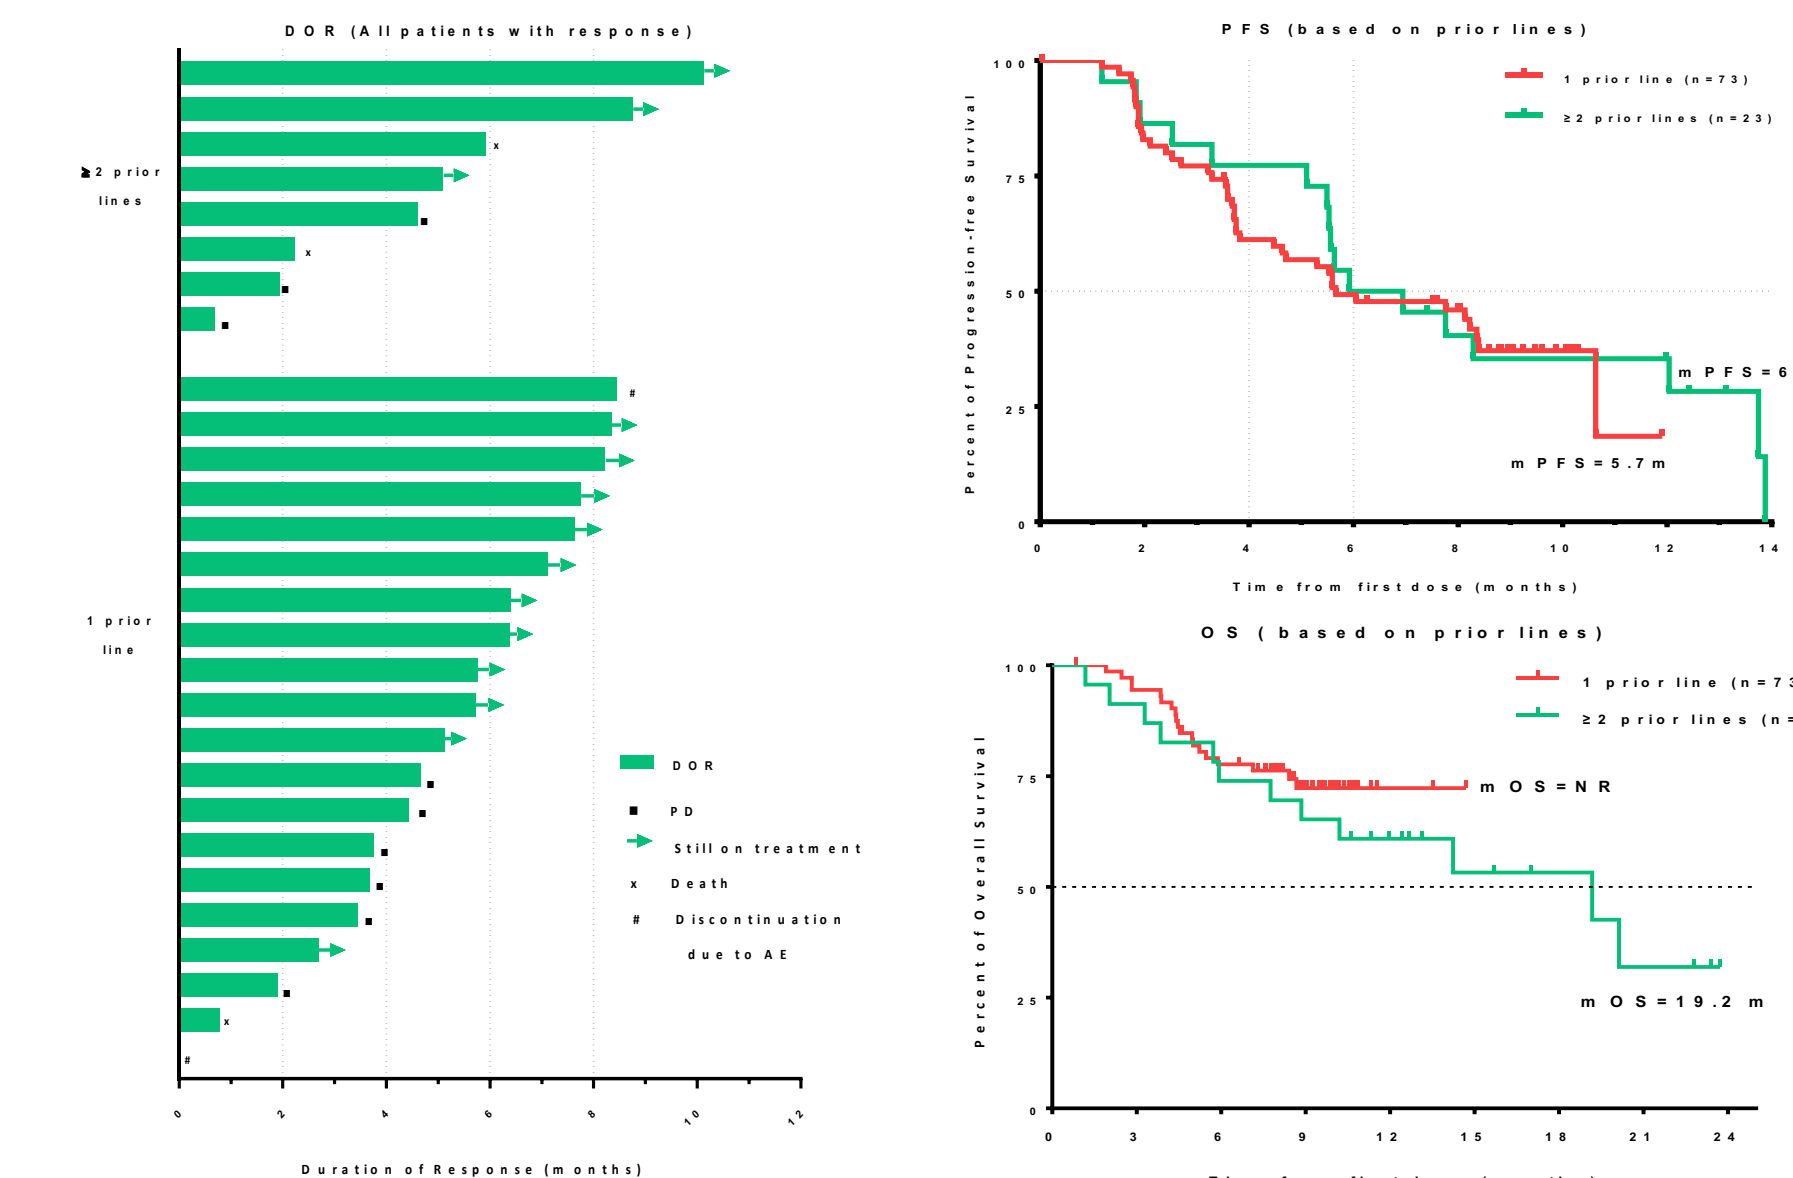 DOR (All patients with response)
≥2 prior
lines
x
x
#
1 prior
line
x
#
DOR
PD
Still on treatment
x Death
# Discontinuation
due to AE
0 2 4 6 8 10 12
Duration of Response (months)
PFS (based on prior lines)
1 prior line (n=73)
≥2 prior lines (n=23)
Percent of Progression-free Survival
100
75
50
25
0
mPFS=6
mPFS=5.7m
0 2 4 6 8 10 12 14
Time from first dose (months)
OS (based on prior lines)
1 prior line (n=73
≥2 prior lines (n=
Percent of Overall Survival
100
75
50
25
0
mOS=NR
mOS=19.2 m
0 3 6 9 12 15 18 21 24